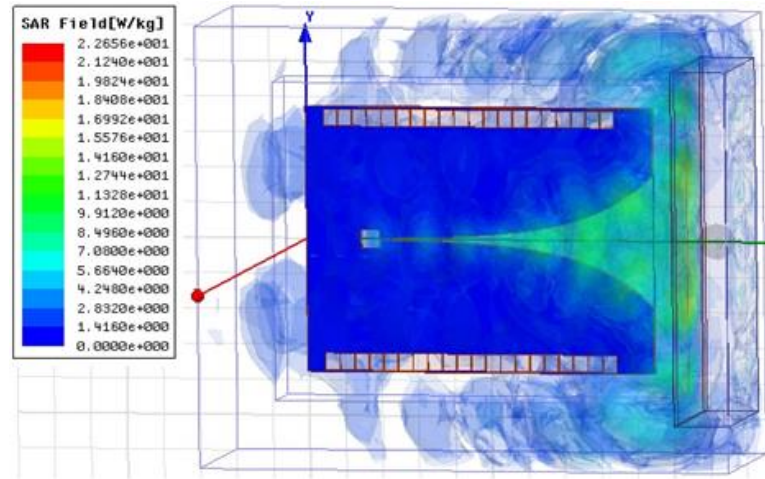 SAR Field[W/kg]
2.2656e+001
2.1240e+001
1.9824e+001
1.8408e+001
1.6992e+001
1.5576e+001
1.4160e+001
1.2744e+001
1.1328e+001
9.9120e+000
8.4960e+000
7.0800e+000
5.6640e+000
4.2480e+000
2.8320e+000
1.4160e+000
0.0000e+000
Y